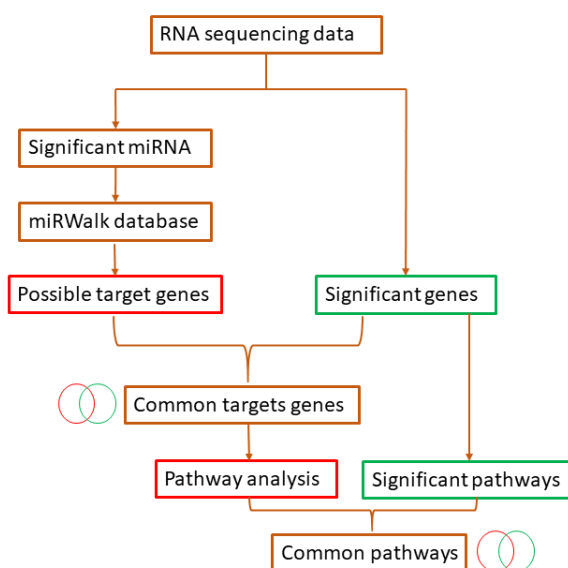 RNA sequencing data
Significant miRNA
miRWalk database
Possible target genes
Significant genes
Common targets genes
Pathway analysis
Significant pathways
Common pathways